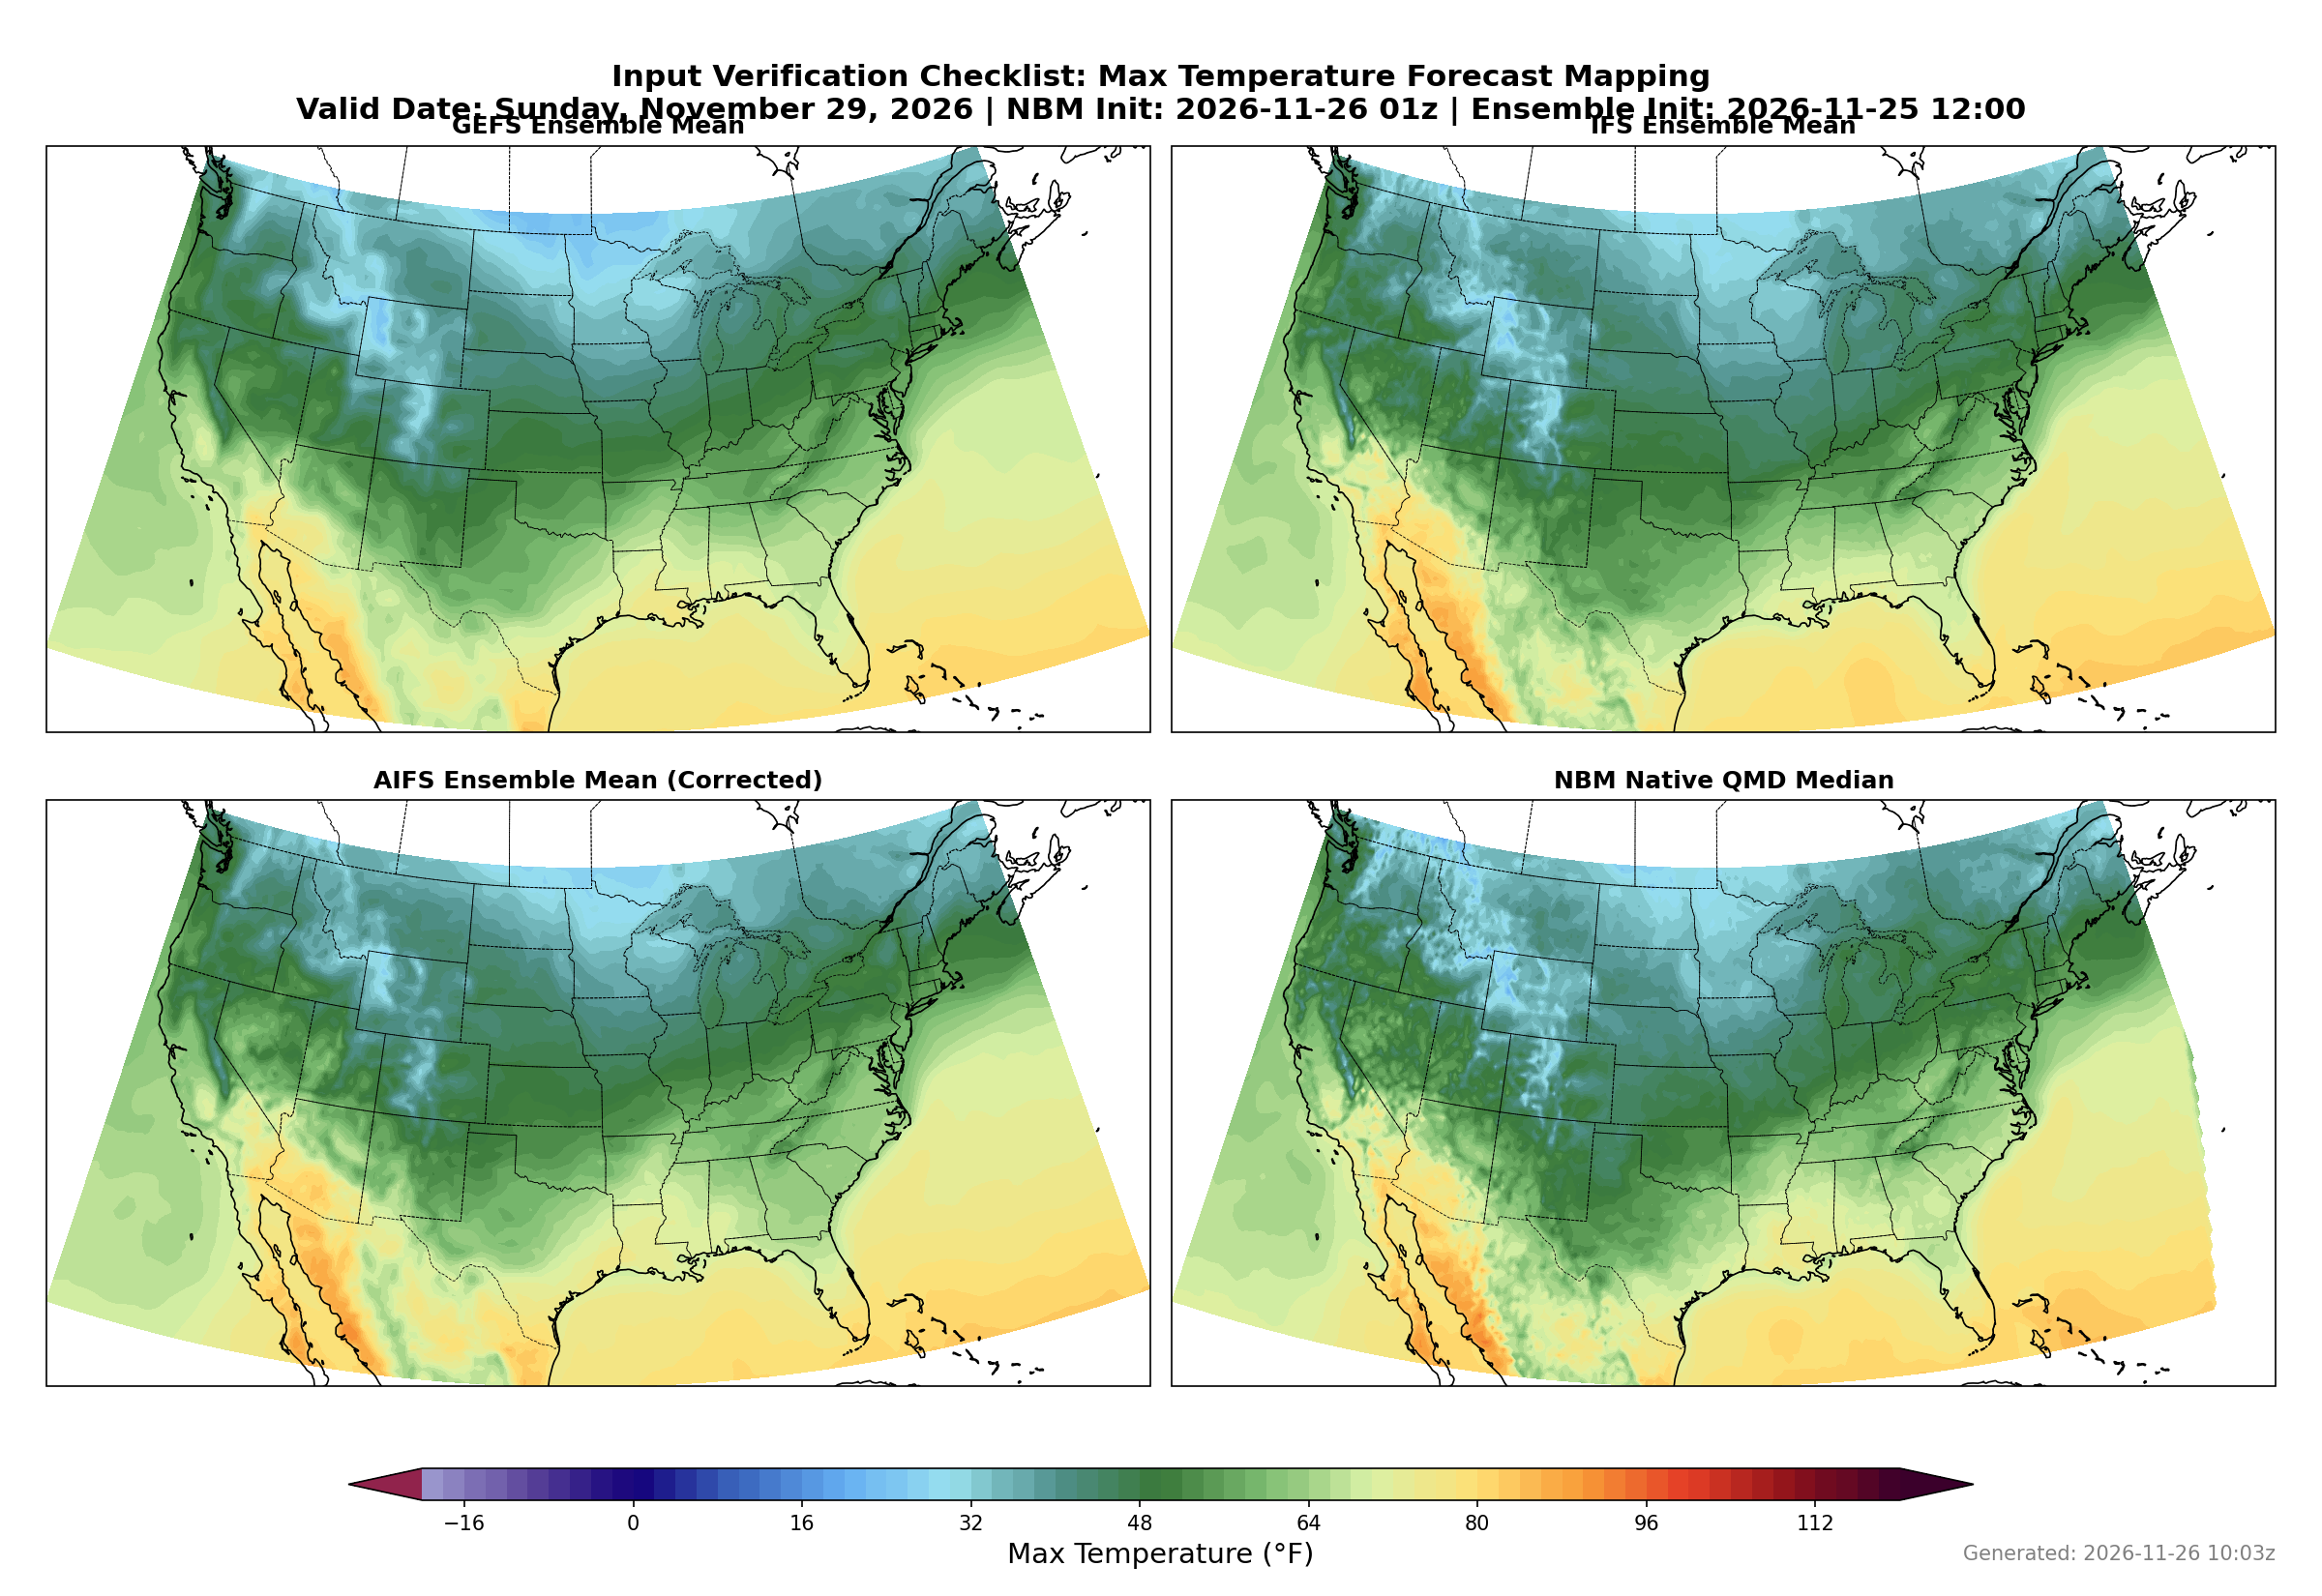 Input Verification Checklist: Max Temperature Forecast Mapping
Valid Date: Sunday, November 29, 2026 | NBM Init: 2026-11-26 01z | Ensemble Init: 2026-11-25 12:00
GEFS Ensemble Mean
IFS Ensemble Mean
AIFS Ensemble Mean (Corrected)
NBM Native QMD Median
−16 0 16 32 48 64 80 96 112
Max Temperature (°F)
Generated: 2026-11-26 10:03z